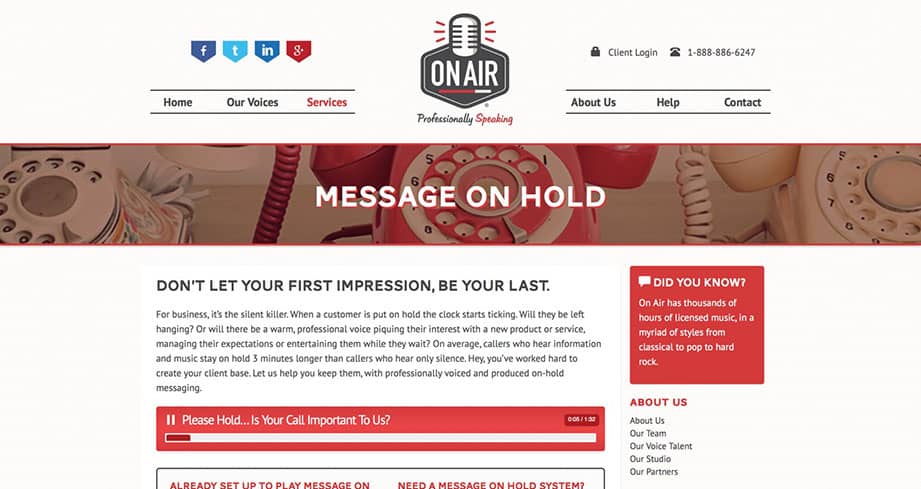 Client Login
1-888-886-6247
ON AIR
Professionally Speaking
Home
Our Voices
Services
About Us
Help
Contact
MESSAGE ON HOLD
DON'T LET YOUR FIRST IMPRESSION, BE YOUR LAST.
For business, it's the silent killer. When a customer is put on hold the clock starts ticking. Will they be left
hanging? Or will there be a warm, professional voice piquing their interest with a new product or service,
managing their expectations or entertaining them while they wait? On average, callers who hear information
and music stay on hold 3 minutes longer than callers who hear only silence. Hey, you've worked hard to
create your client base. Let us help you keep them, with professionally voiced and produced on-hold
messaging.
Please Hold... Is Your Call Important To Us?
0:05 / 1:32
ALREADY SET UP TO PLAY MESSAGE ON
NEED A MESSAGE ON HOLD SYSTEM?
DID YOU KNOW?
On Air has thousands of
hours of licensed music, in a
myriad of styles from
classical to pop to hard
rock.
ABOUT US
About Us
Our Team
Our Voice Talent
Our Studio
Our Partners